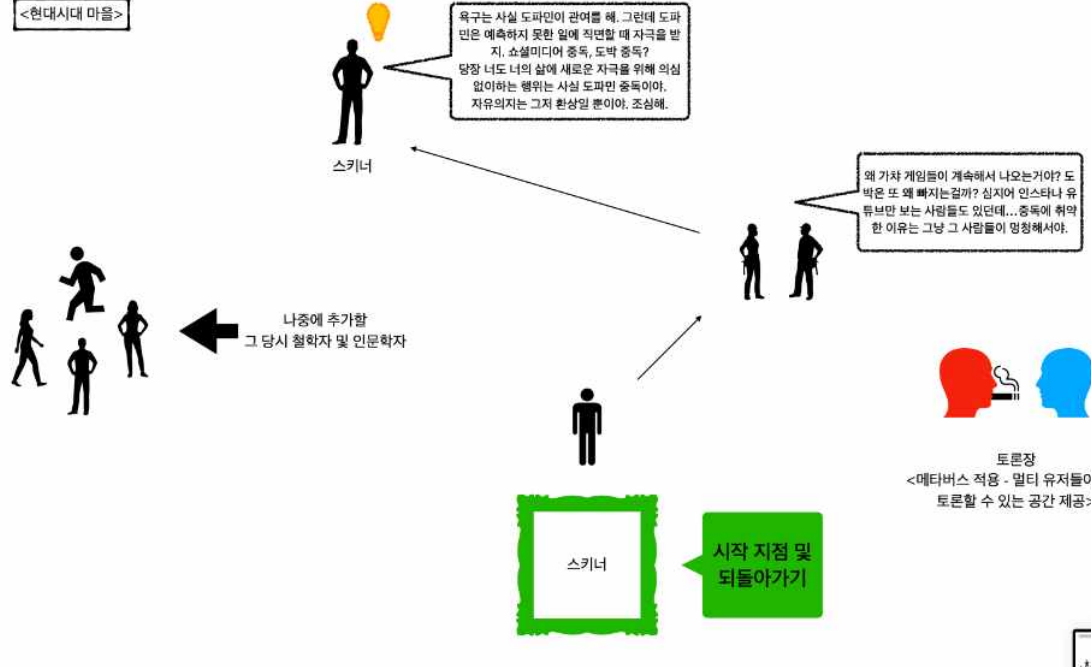 <현대시대 마을>
욕구는 사실 도파민이 관여를 해. 그런데 도파
민은 예측하지 못한 일에 직면할 때 자극을 받
지. 쇼셜미디어 중독, 도박 중독?
당장 너도 너의 삶에 새로운 자극을 위해 의심
없이하는 행위는 사실 도파민 중독이야.
자유의지는 그저 환상일 뿐이야. 조심해.
스키너
왜 가챠 게임들이 계속해서 나오는거야? 도
박은 또 왜 빠지는걸까? 심지어 인스타나 유
튜브만 보는 사람들도 있던데...중독에 취약
한 이유는 그냥 그 사람들이 멍청해서야.
나중에 추가할
그 당시 철학자 및 인문학자
토론장
<메타버스 적용 - 멀티 유저들이
토론할 수 있는 공간 제공>
스키너
시작 지점 및
되돌아가기